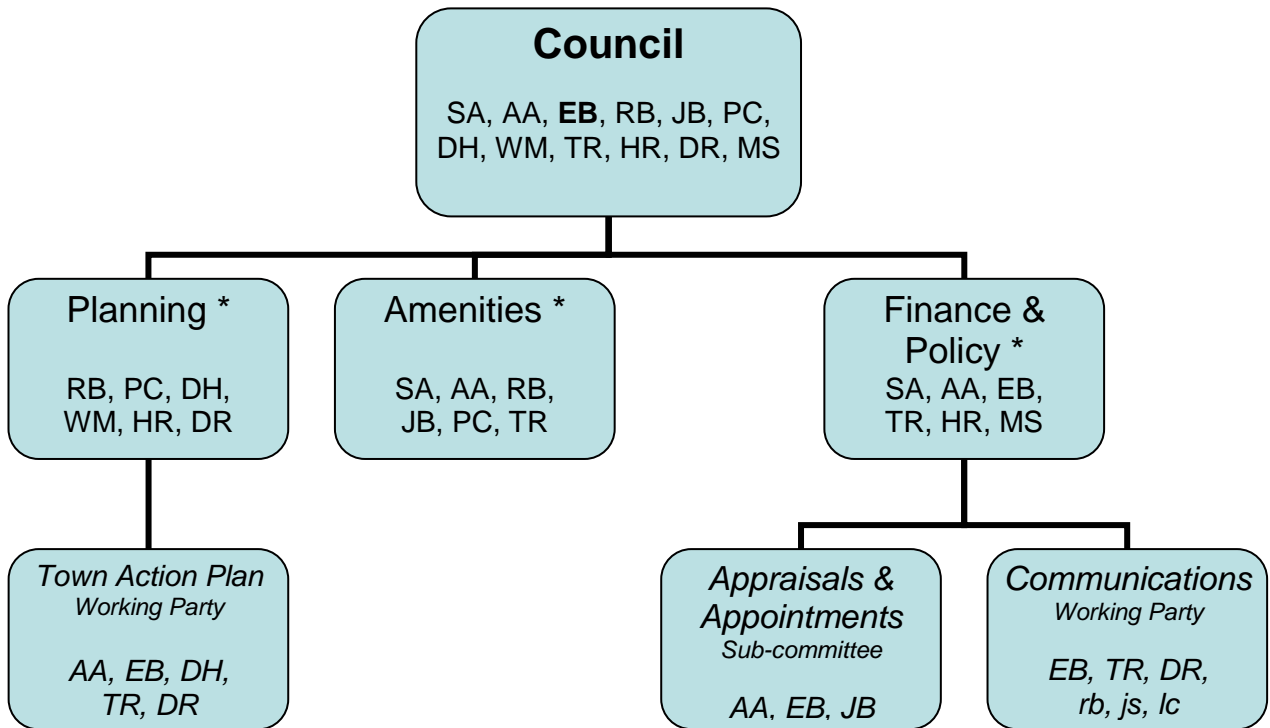 Council
SA, AA, EB, RB, JB, PC,
DH, WM, TR, HR, DR, MS
Planning *
RB, PC, DH,
WM, HR, DR
Amenities *
SA, AA, RB,
JB, PC, TR
Finance &
Policy *
SA, AA, EB,
TR, HR, MS
Town Action Plan
Working Party
AA, EB, DH,
TR, DR
Appraisals &
Appointments
Sub-committee
AA, EB, JB
Communications
Working Party
EB, TR, DR,
rb, js, lc